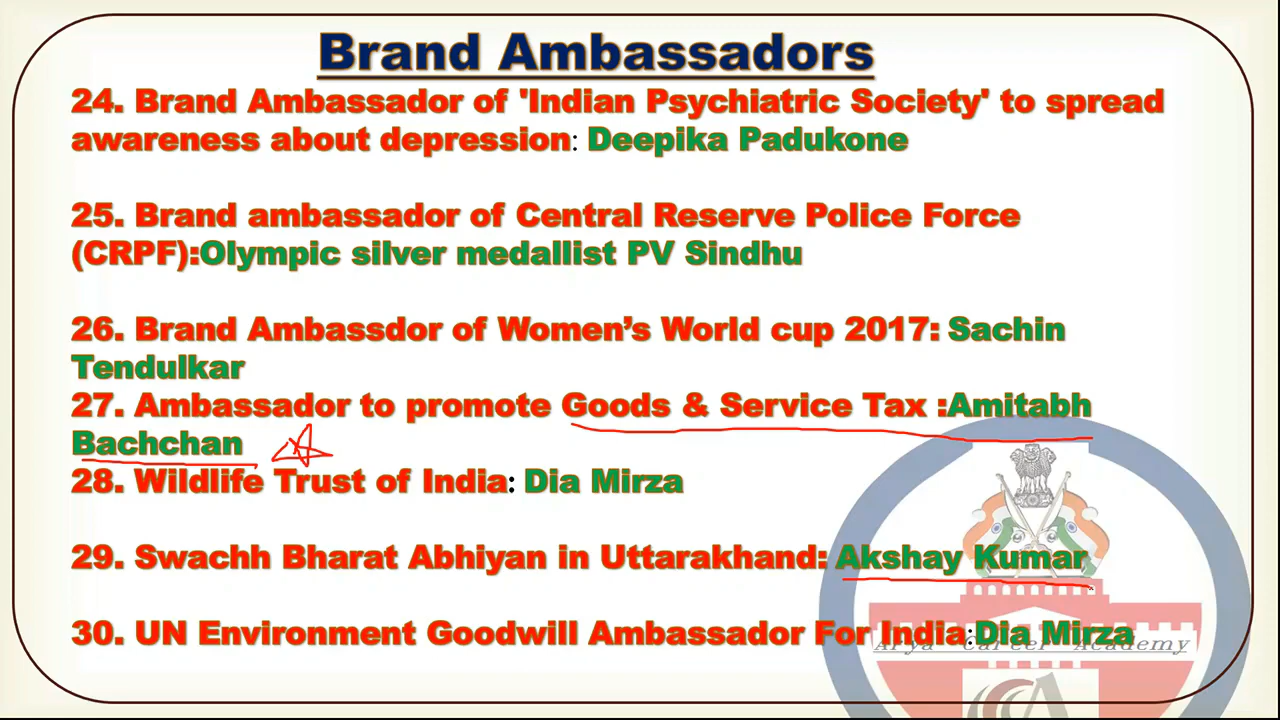 Brand Ambassadors
24. Brand Ambassador of 'Indian Psychiatric Society' to spread
awareness about depression: Deepika Padukone
25. Brand ambassador of Central Reserve Police Force
(CRPF):Olympic silver medallist PV Sindhu
26. Brand Ambassdor of Women’s World cup 2017: Sachin
Tendulkar
27. Ambassador to promote Goods & Service Tax :Amitabh
Bachchan
28. Wildlife Trust of India: Dia Mirza
29. Swachh Bharat Abhiyan in Uttarakhand: Akshay Kumar
30. UN Environment Goodwill Ambassador For India:Dia Mirza
Arya Career Academy